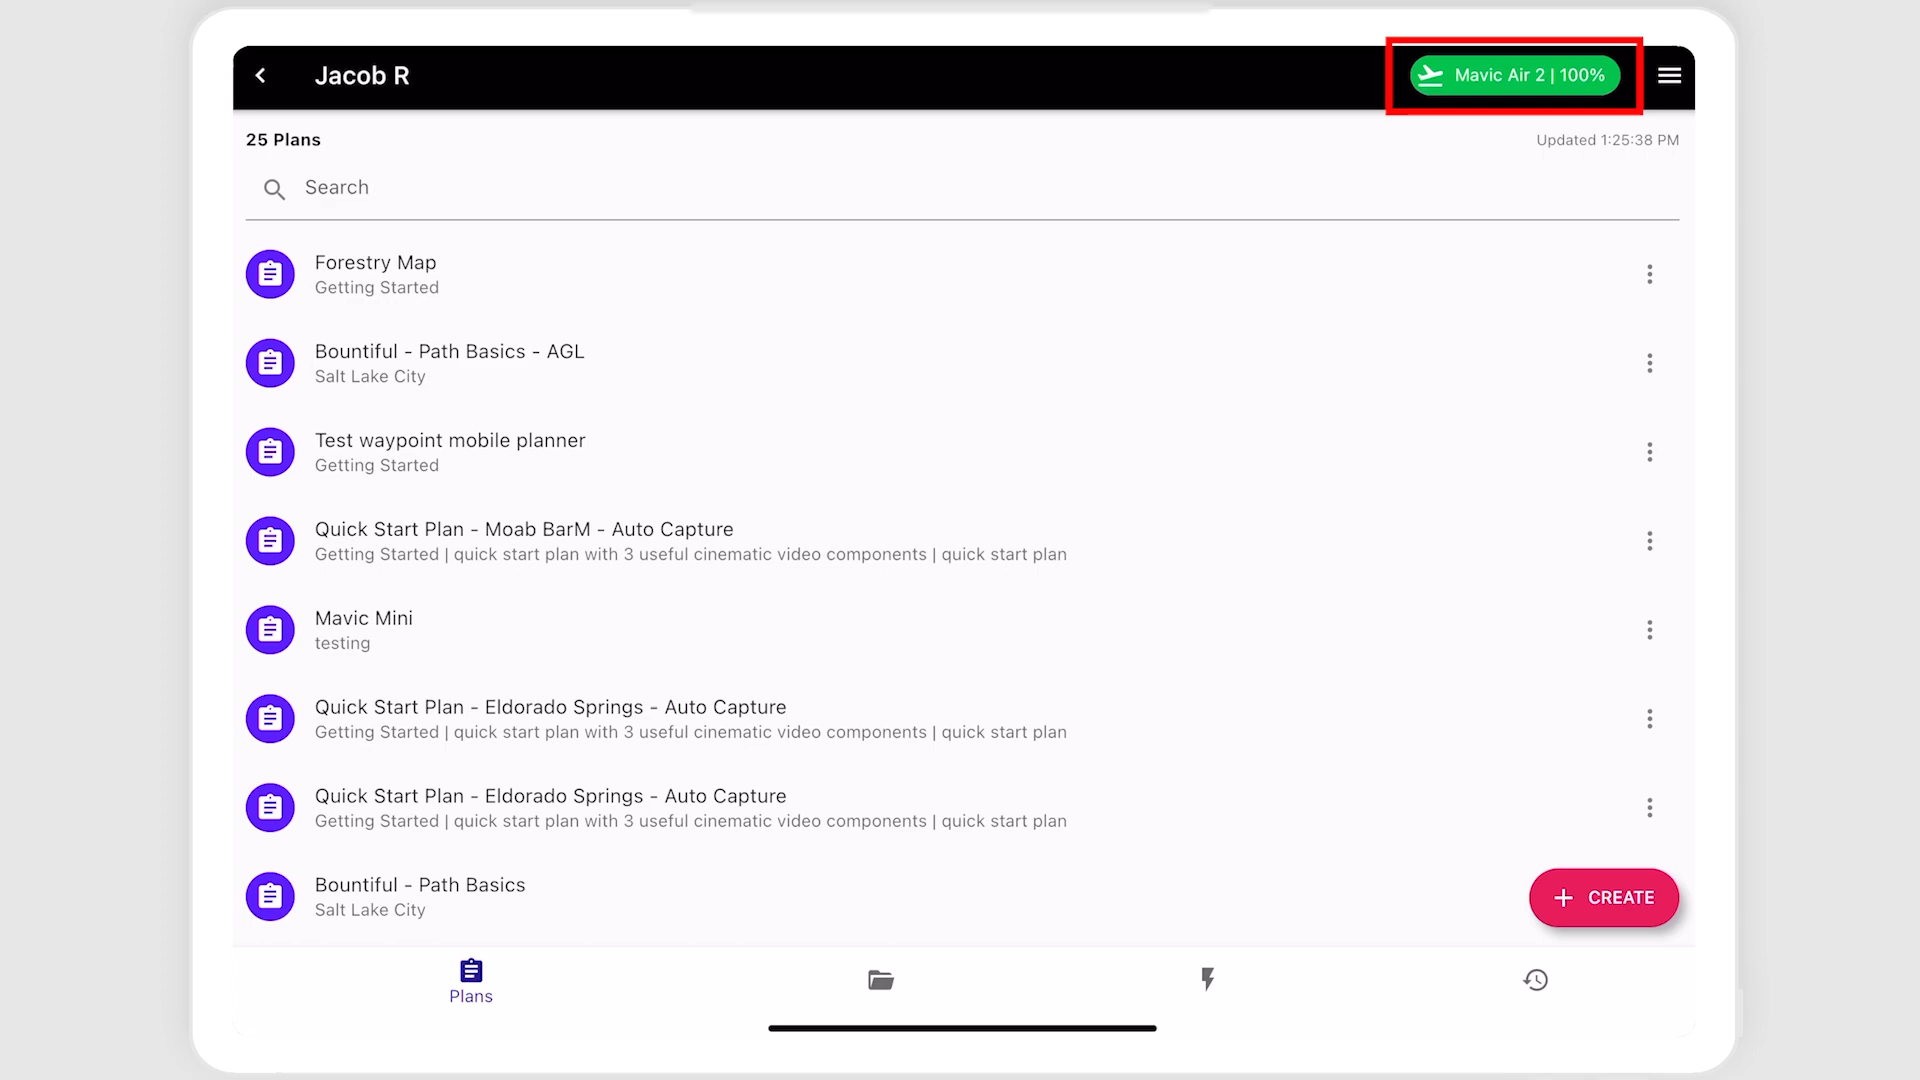 Jacob R
Mavic Air 2 | 100%
25 Plans
Updated 1:25:38 PM
Search
Forestry Map
Getting Started
Bountiful - Path Basics - AGL
Salt Lake City
Test waypoint mobile planner
Getting Started
Quick Start Plan - Moab BarM - Auto Capture
Getting Started | quick start plan with 3 useful cinematic video components | quick start plan
Mavic Mini
testing
Quick Start Plan - Eldorado Springs - Auto Capture
Getting Started | quick start plan with 3 useful cinematic video components | quick start plan
Quick Start Plan - Eldorado Springs - Auto Capture
Getting Started | quick start plan with 3 useful cinematic video components | quick start plan
Bountiful - Path Basics
Salt Lake City
CREATE
Plans